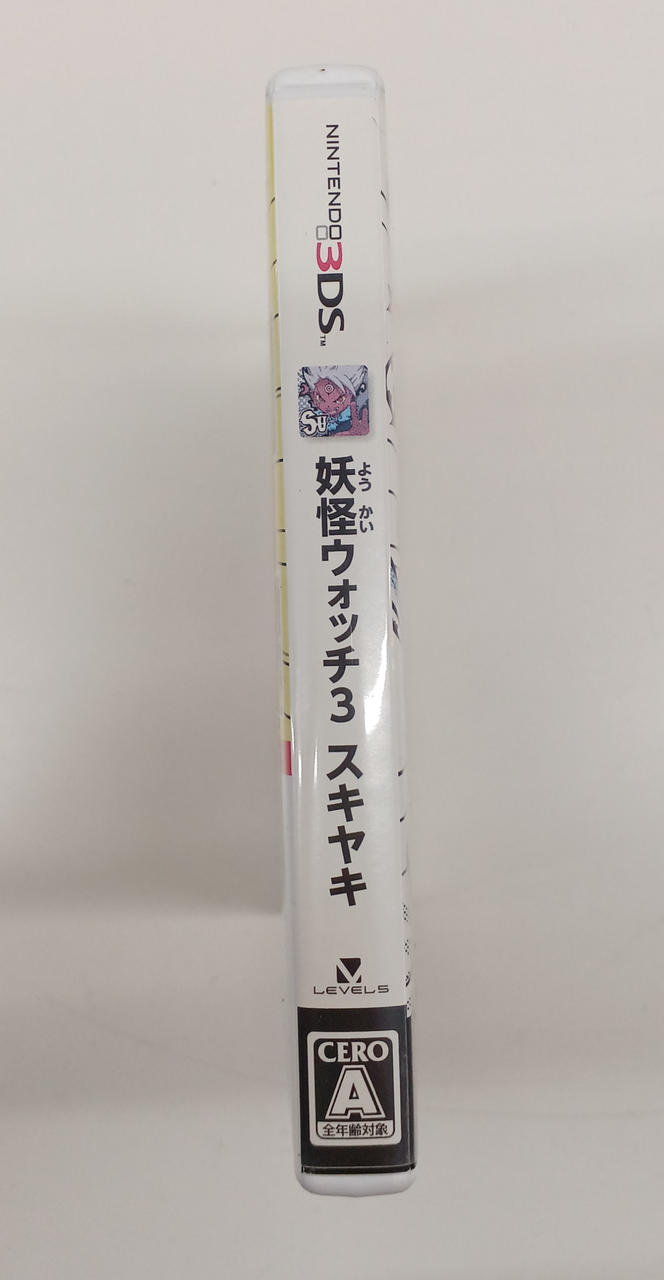 NINTENDO
3DS™
Su
妖怪ウォッチ3 スキヤキ
よう かい
LEVEL5
CERO
A
全年齢対象